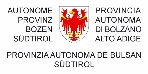 AUTONOME PROVINCIA
PROVINZ AUTONOMA
BOZEN DI BOLZANO
SÜDTIROL ALTO ADIGE
PROVINZIA AUTONOMA DE BULSAN
SÜDTIROL